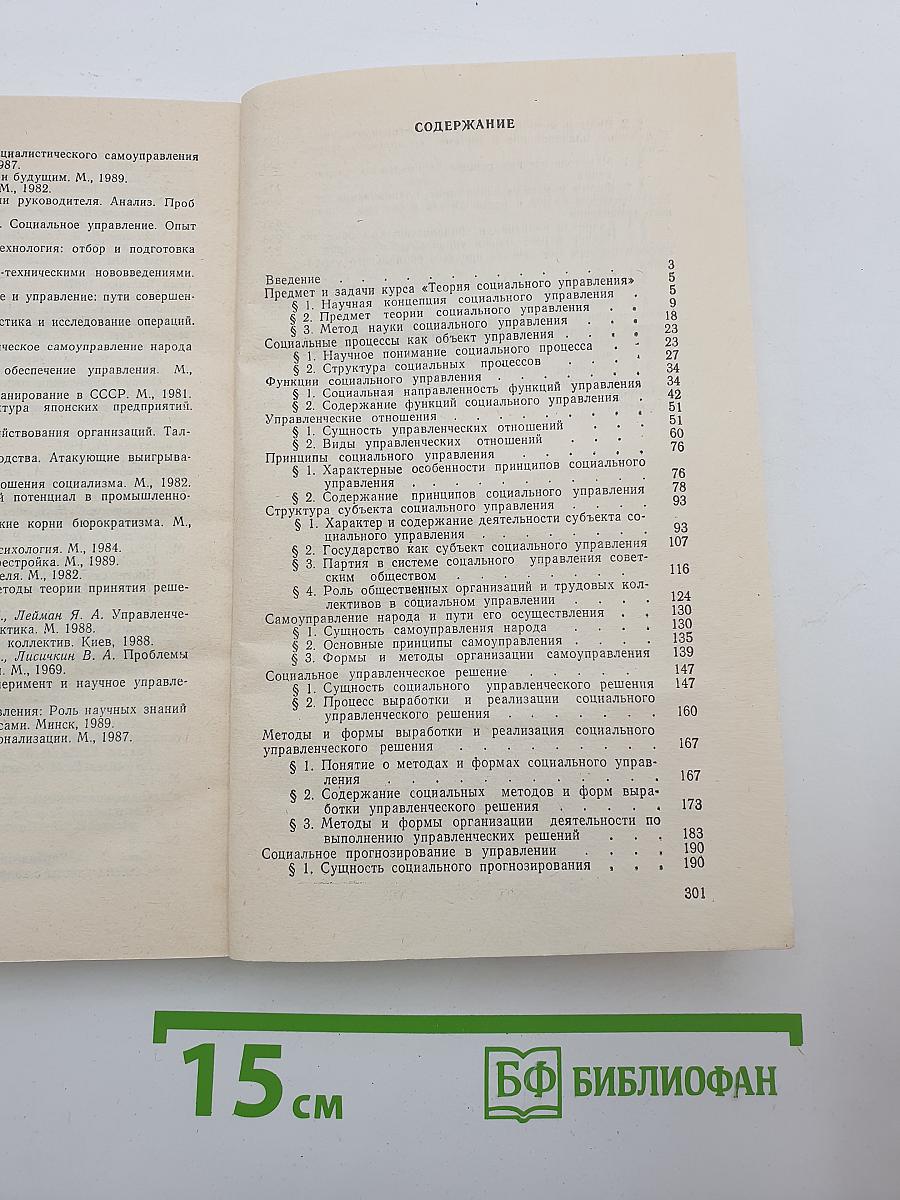 циалистического самоуправления
987.
и будущим. М., 1989.
М., 1982.
ии руководителя. Анализ. Проб
. Социальное управление. Опыт
ехнология: отбор и подготовка
-техническими нововведениями.
е и управление: пути совершен-
стика и исследование операций.
ическое самоуправление народа
обеспечение управления. М.,
анирование в СССР. М., 1981.
ктура японских предприятий.
йствования организаций. Тал-
одства. Атакующие выигрыва-
ошения социализма. М., 1982.
й потенциал в промышленно-
ские корни бюрократизма. М.,
сихология. М., 1984.
рестройка. М., 1989.
еля. М., 1982.
етоды теории принятия реше-
., Лейман Я. А. Управленче-
ктика. М. 1988.
коллектив. Киев, 1988.
., Лисичкин В. А. Проблемы
. М., 1969.
перимент и научное управле-
вления: Роль научных знаний
сами. Минск, 1989.
онализации. М., 1987.
СОДЕРЖАНИЕ
Введение . . . . . . . . . . . . 3
Предмет и задачи курса «Теория социального управления» 5
§ 1. Научная концепция социального управления . 5
§ 2. Предмет теории социального управления . . 9
§ 3. Метод науки социального управления . . . 18
Социальные процессы как объект управления . . . . 23
§ 1. Научное понимание социального процесса . . 23
§ 2. Структура социальных процессов . . . . 27
Функции социального управления . . . . . . . 34
§ 1. Социальная направленность функций управления 34
§ 2. Содержание функций социального управления . 42
Управленческие отношения . . . . . . . . . 51
§ 1. Сущность управленческих отношений . . . 51
§ 2. Виды управленческих отношений . . . . 60
Принципы социального управления . . . . . . 76
§ 1. Характерные особенности принципов социального
управления . . . . . . . . . . 76
§ 2. Содержание принципов социального управления 78
Структура субъекта социального управления . . . . 93
§ 1. Характер и содержание деятельности субъекта со-
циального управления . . . . . . . 93
§ 2. Государство как субъект социального управления 107
§ 3. Партия в системе соцального управления совет-
ским обществом . . . . . . . . 116
§ 4. Роль общественных организаций и трудовых кол-
лективов в социальном управлении . . . . 124
Самоуправление народа и пути его осуществления . . 130
§ 1. Сущность самоуправления народа . . . . 130
§ 2. Основные принципы самоуправления . . . . 135
§ 3. Формы и методы организации самоуправления 139
Социальное управленческое решение . . . . . 147
§ 1. Сущность социального управленческого решения 147
§ 2. Процесс выработки и реализации социального
управленческого решения . . . . . . . 160
Методы и формы выработки и реализация социального
управленческого решения . . . . . . . . . 167
§ 1. Понятие о методах и формах социального управ-
ления . . . . . . . . . . . . 167
§ 2. Содержание социальных методов и форм выра-
ботки управленческого решения . . . . . 173
§ 3. Методы и формы организации деятельности по
выполнению управленческих решений . . . 183
Социальное прогнозирование в управлении . . . . 190
§ 1. Сущность социального прогнозирования . . . 190
301
15 см
БФ БИБЛИОФАН